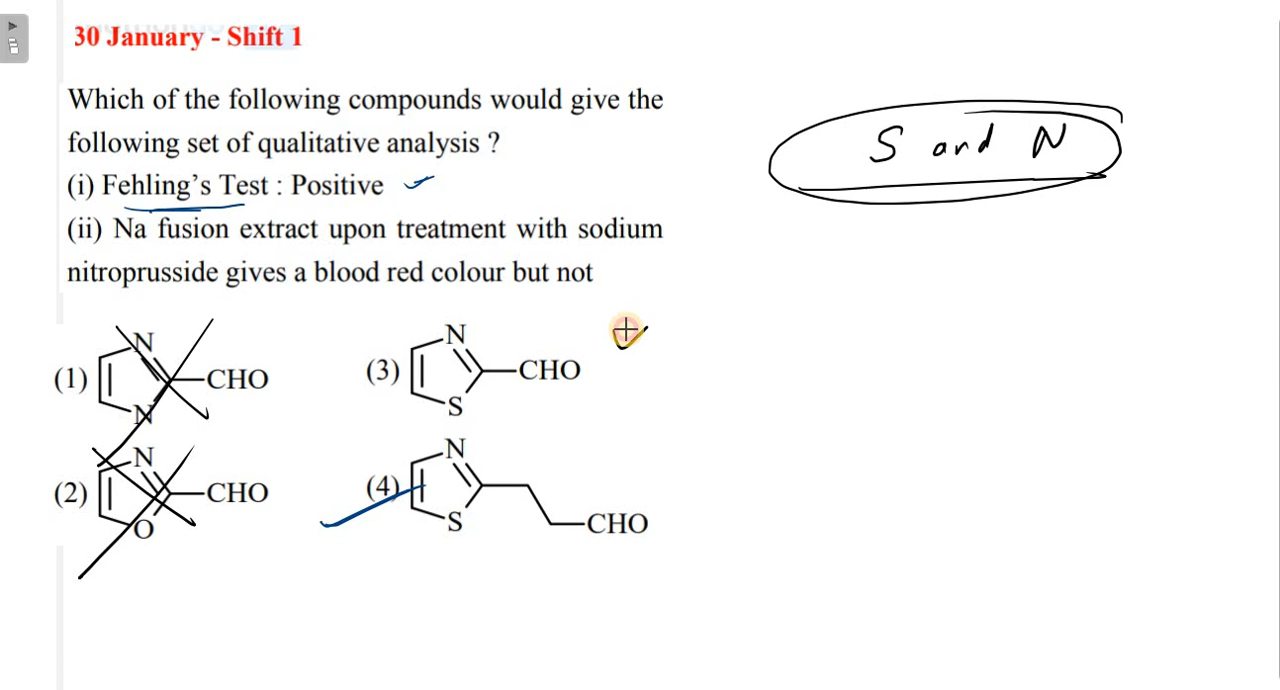 30 January - Shift 1
Which of the following compounds would give the
following set of qualitative analysis ?
S and N
(i) Fehling's Test : Positive
(ii) Na fusion extract upon treatment with sodium
nitroprusside gives a blood red colour but not
(1) N N CHO
(3) N S CHO
(2) N O CHO
(4) N S CHO